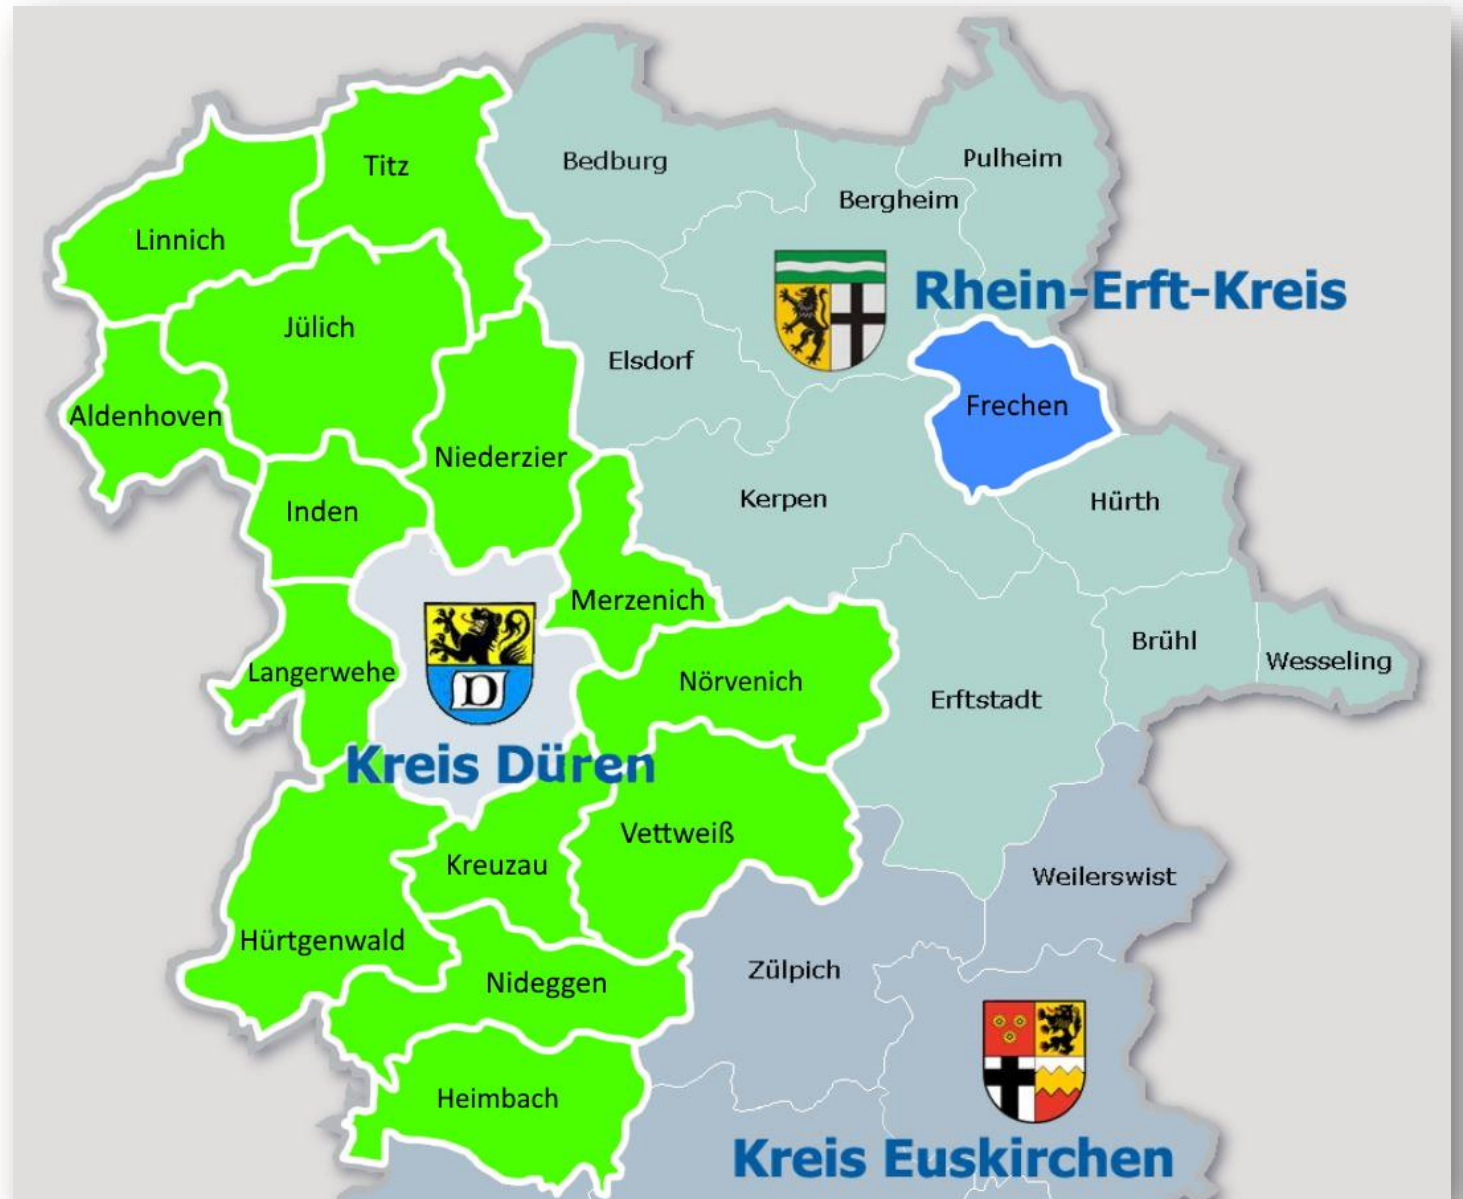 Titz
Bedburg
Pulheim
Bergheim
Linnich
Rhein-Erft-Kreis
Jülich
Elsdorf
Frechen
Aldenhoven
Niederzier
Kerpen
Hürth
Inden
Merzenich
Brühl
Wesseling
Langerwehe
D
Nörvenich
Erftstadt
Kreis Düren
Vettweiß
Kreuzau
Weilerswist
Hürtgenwald
Zülpich
Nideggen
Heimbach
Kreis Euskirchen